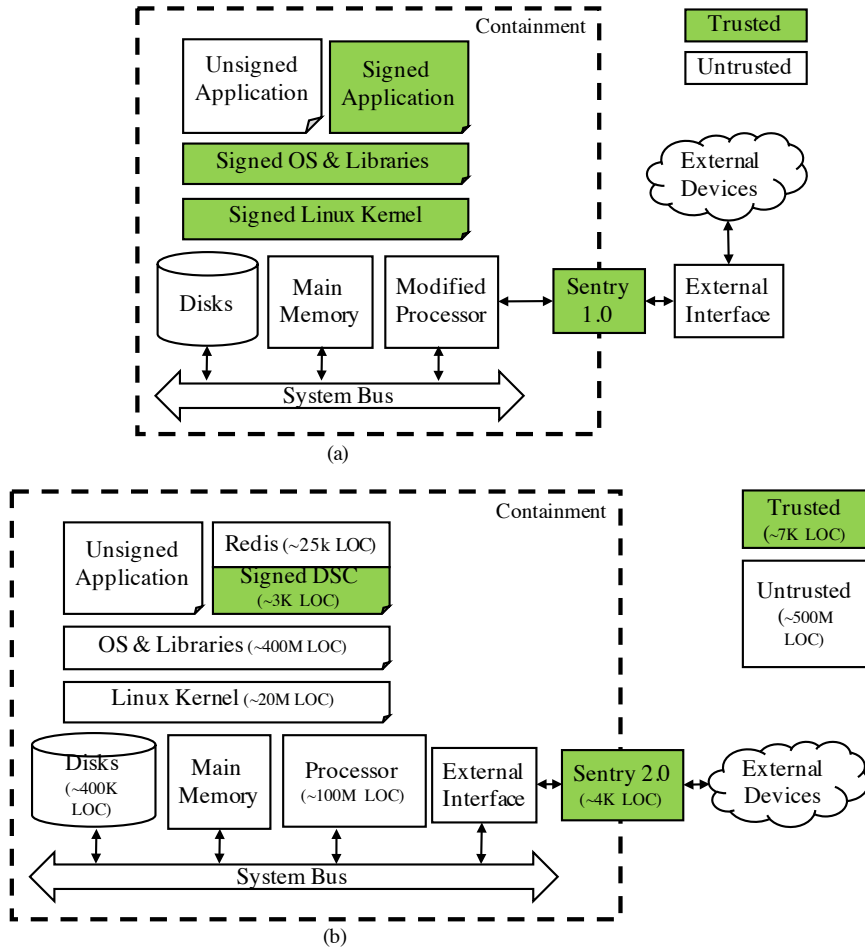 Containment
Trusted
Untrusted
Unsigned
Application
Signed
Application
Signed OS & Libraries
Signed Linux Kernel
External
Devices
Disks
Main
Memory
Modified
Processor
Sentry
1.0
External
Interface
System Bus
(a)
Containment
Trusted
(~7K LOC)
Untrusted
(~500M
LOC)
Unsigned
Application
Redis (~25k LOC)
Signed DSC
(~3K LOC)
OS & Libraries (~400M LOC)
Linux Kernel (~20M LOC)
Disks
(~400K
LOC)
Main
Memory
Processor
(~100M LOC)
External
Interface
Sentry 2.0
(~4K LOC)
External
Devices
System Bus
(b)